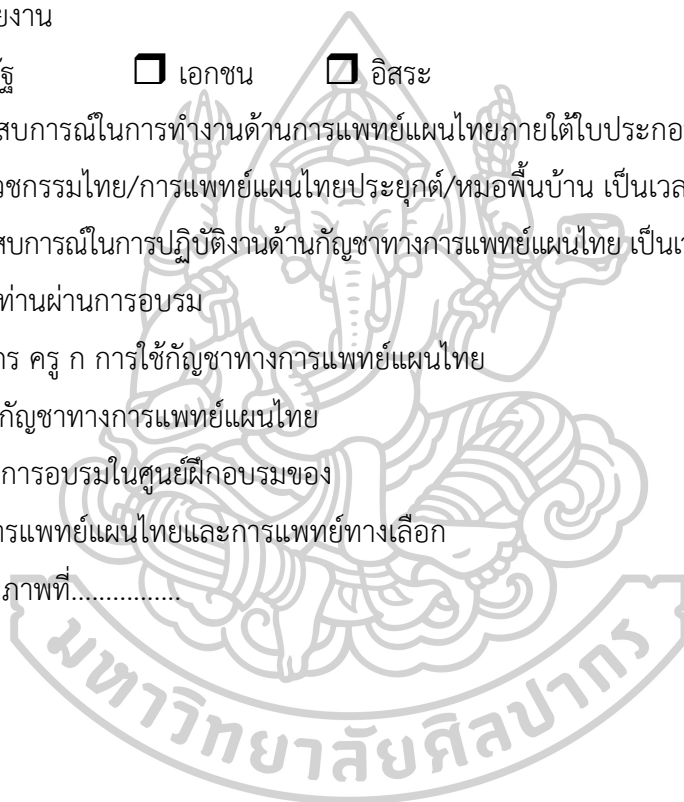 ยงาน
ัฐ ❒ เอกชน ❒ อิสระ
สบการณ์ในการทำงานด้านการแพทย์แผนไทยภายใต้ใบประกอ
วชกรรมไทย/การแพทย์แผนไทยประยุกต์/หมอพื้นบ้าน เป็นเวล
สบการณ์ในการปฏิบัติงานด้านกัญชาทางการแพทย์แผนไทย เป็นเ
ท่านผ่านการอบรม
าร ครู ก การใช้กัญชาทางการแพทย์แผนไทย
กัญชาทางการแพทย์แผนไทย
การอบรมในศูนย์ฝึกอบรมของ
ารแพทย์แผนไทยและการแพทย์ทางเลือก
ภาพที่...............
มหาวิทยาลัยศิลปากร